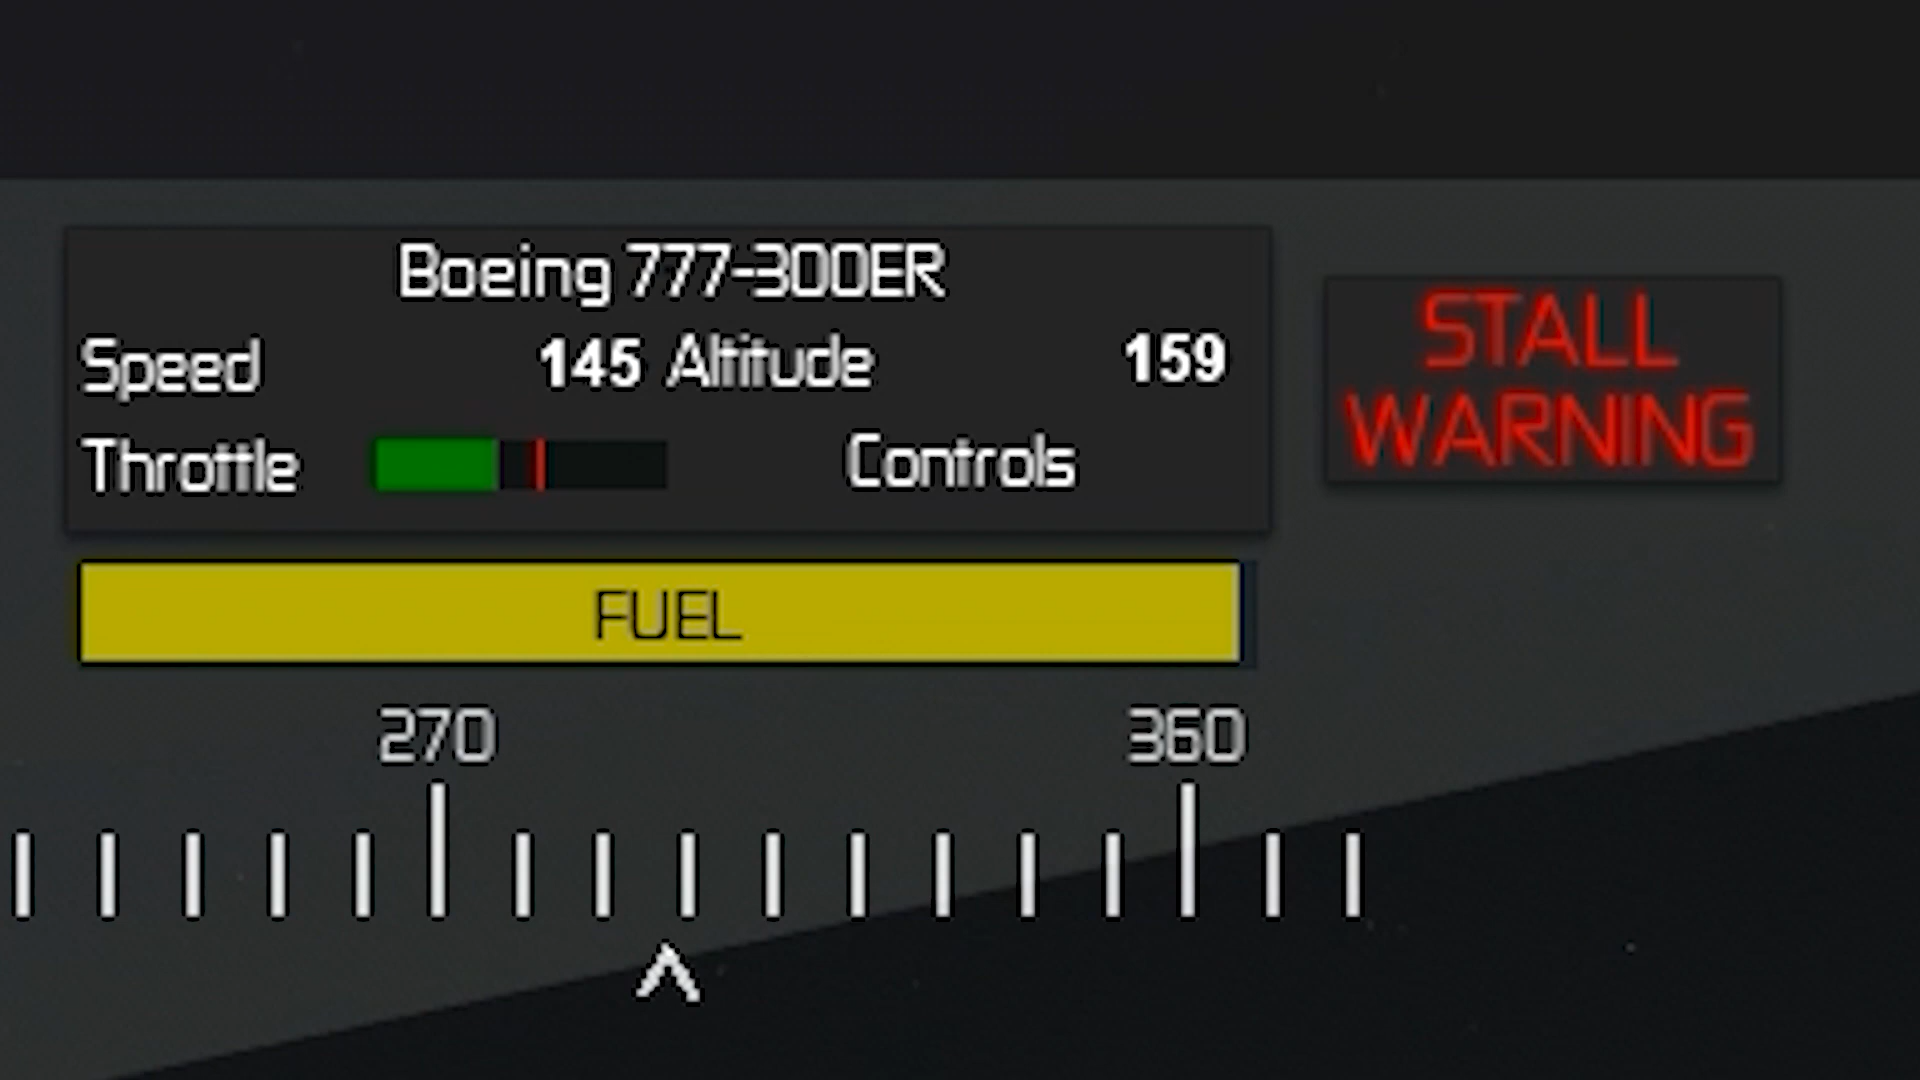 Boeing 777-300ER
Speed 145 Altitude 159
Throttle Controls
STALL
WARNING
FUEL
270 360